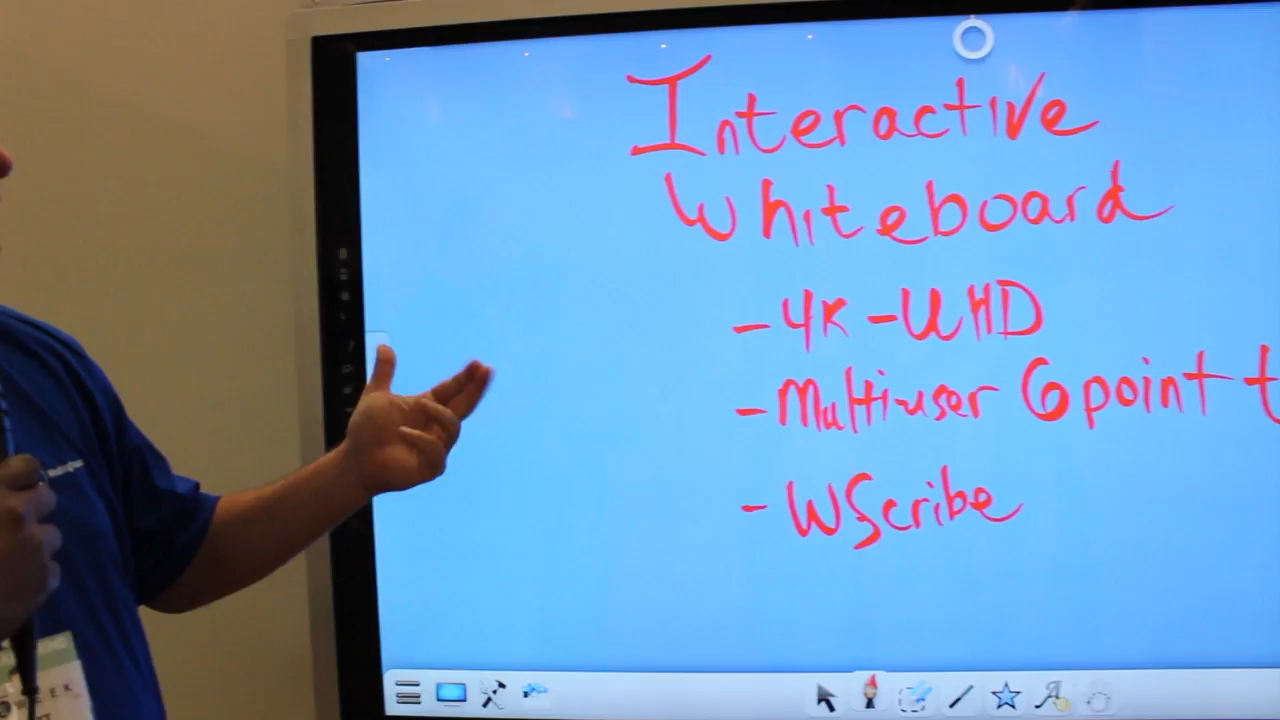 Interactive
Whiteboard
- 4K - UHD
- Multiuser 6 point t
- WScribe